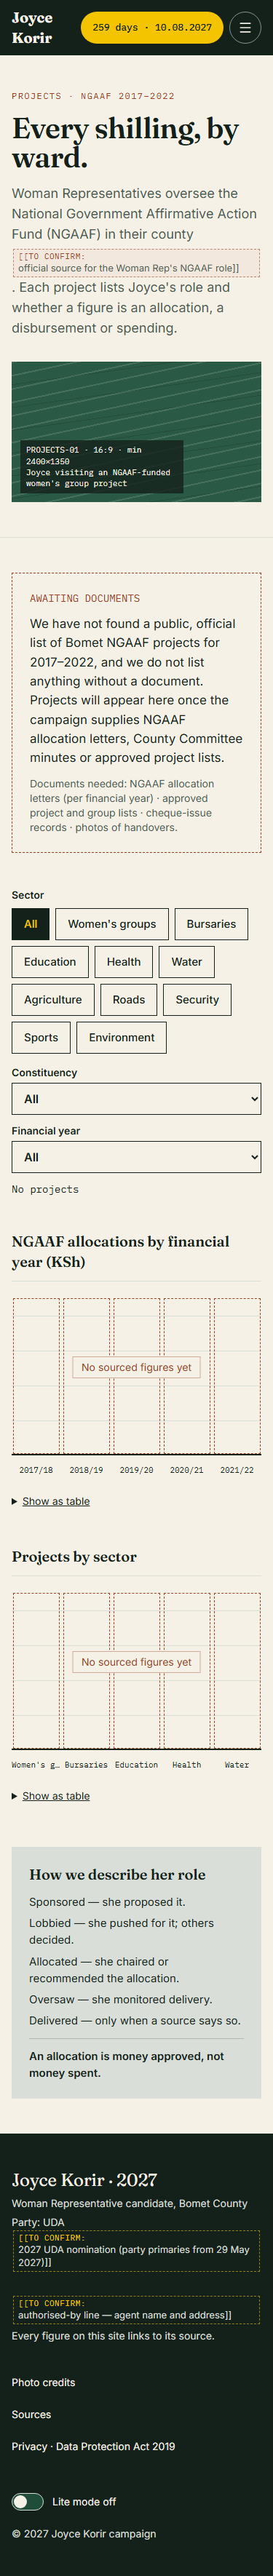 Joyce
Korir
259 days · 10.08.2027
PROJECTS · NGAAF 2017–2022
Every shilling, by
ward.
Woman Representatives oversee the
National Government Affirmative Action
Fund (NGAAF) in their county
[[TO CONFIRM:
official source for the Woman Rep's NGAAF role]]
. Each project lists Joyce's role and
whether a figure is an allocation, a
disbursement or spending.
PROJECTS-01 · 16:9 · min
2400×1350
Joyce visiting an NGAAF-funded
women's group project
AWAITING DOCUMENTS
We have not found a public, official
list of Bomet NGAAF projects for
2017–2022, and we do not list
anything without a document.
Projects will appear here once the
campaign supplies NGAAF
allocation letters, County Committee
minutes or approved project lists.
Documents needed: NGAAF allocation
letters (per financial year) · approved
project and group lists · cheque-issue
records · photos of handovers.
Sector
All
Women's groups
Bursaries
Education
Health
Water
Agriculture
Roads
Security
Sports
Environment
Constituency
All
Financial year
All
No projects
NGAAF allocations by financial
year (KSh)
No sourced figures yet
2017/18 2018/19 2019/20 2020/21 2021/22
Show as table
Projects by sector
No sourced figures yet
Women's g… Bursaries Education Health Water
Show as table
How we describe her role
Sponsored — she proposed it.
Lobbied — she pushed for it; others
decided.
Allocated — she chaired or
recommended the allocation.
Oversaw — she monitored delivery.
Delivered — only when a source says so.
An allocation is money approved, not
money spent.
Joyce Korir · 2027
Woman Representative candidate, Bomet County
Party: UDA
[[TO CONFIRM:
2027 UDA nomination (party primaries from 29 May
2027)]]
[[TO CONFIRM:
authorised-by line — agent name and address]]
Every figure on this site links to its source.
Photo credits
Sources
Privacy · Data Protection Act 2019
Lite mode off
© 2027 Joyce Korir campaign